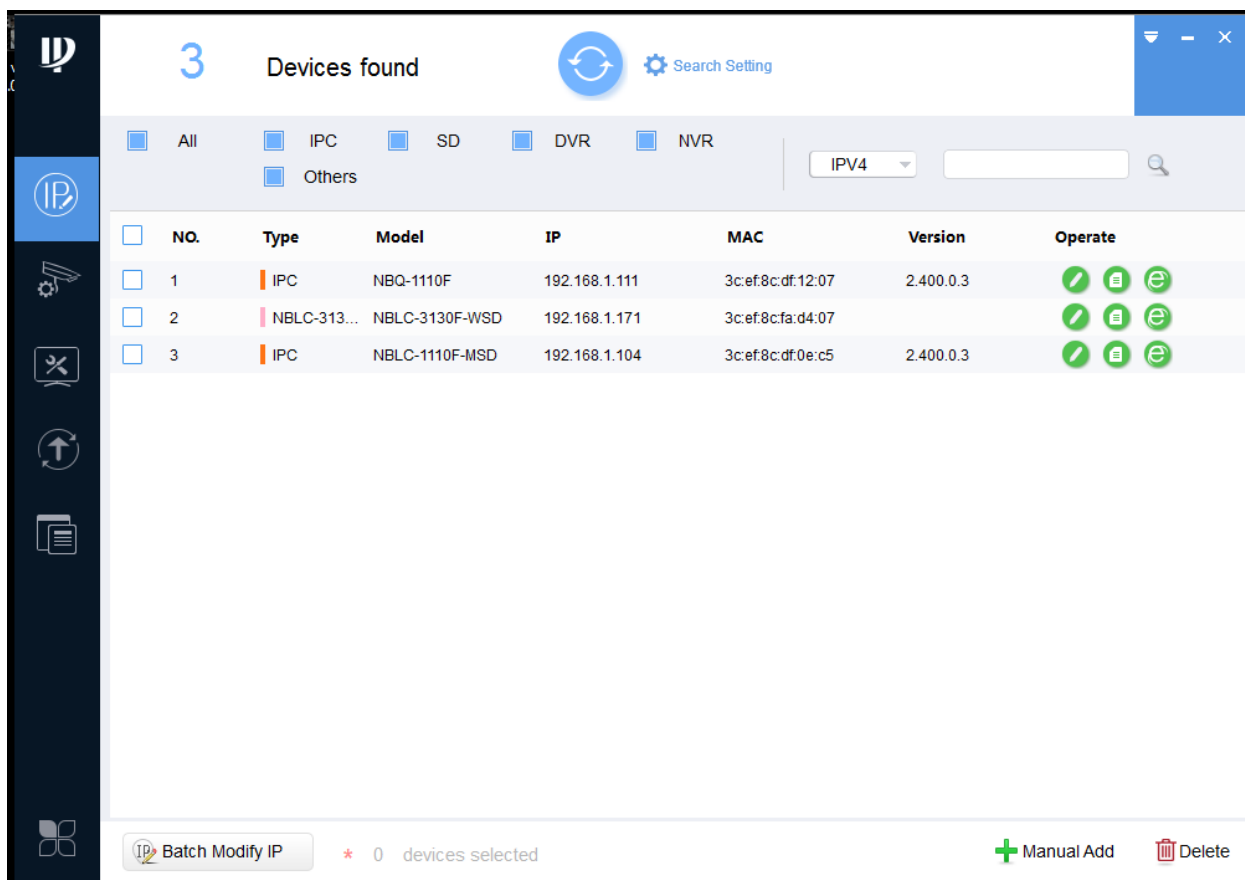 3 Devices found Search Setting
All IPC SD DVR NVR
Others
IPV4
IP
NO. Type Model IP MAC Version Operate
1 IPC NBQ-1110F 192.168.1.111 3c:ef:8c:df:12:07 2.400.0.3
2 NBLC-313... NBLC-3130F-WSD 192.168.1.171 3c:ef:8c:fa:d4:07
3 IPC NBLC-1110F-MSD 192.168.1.104 3c:ef:8c:df:0e:c5 2.400.0.3
IP Batch Modify IP * 0 devices selected Manual Add Delete